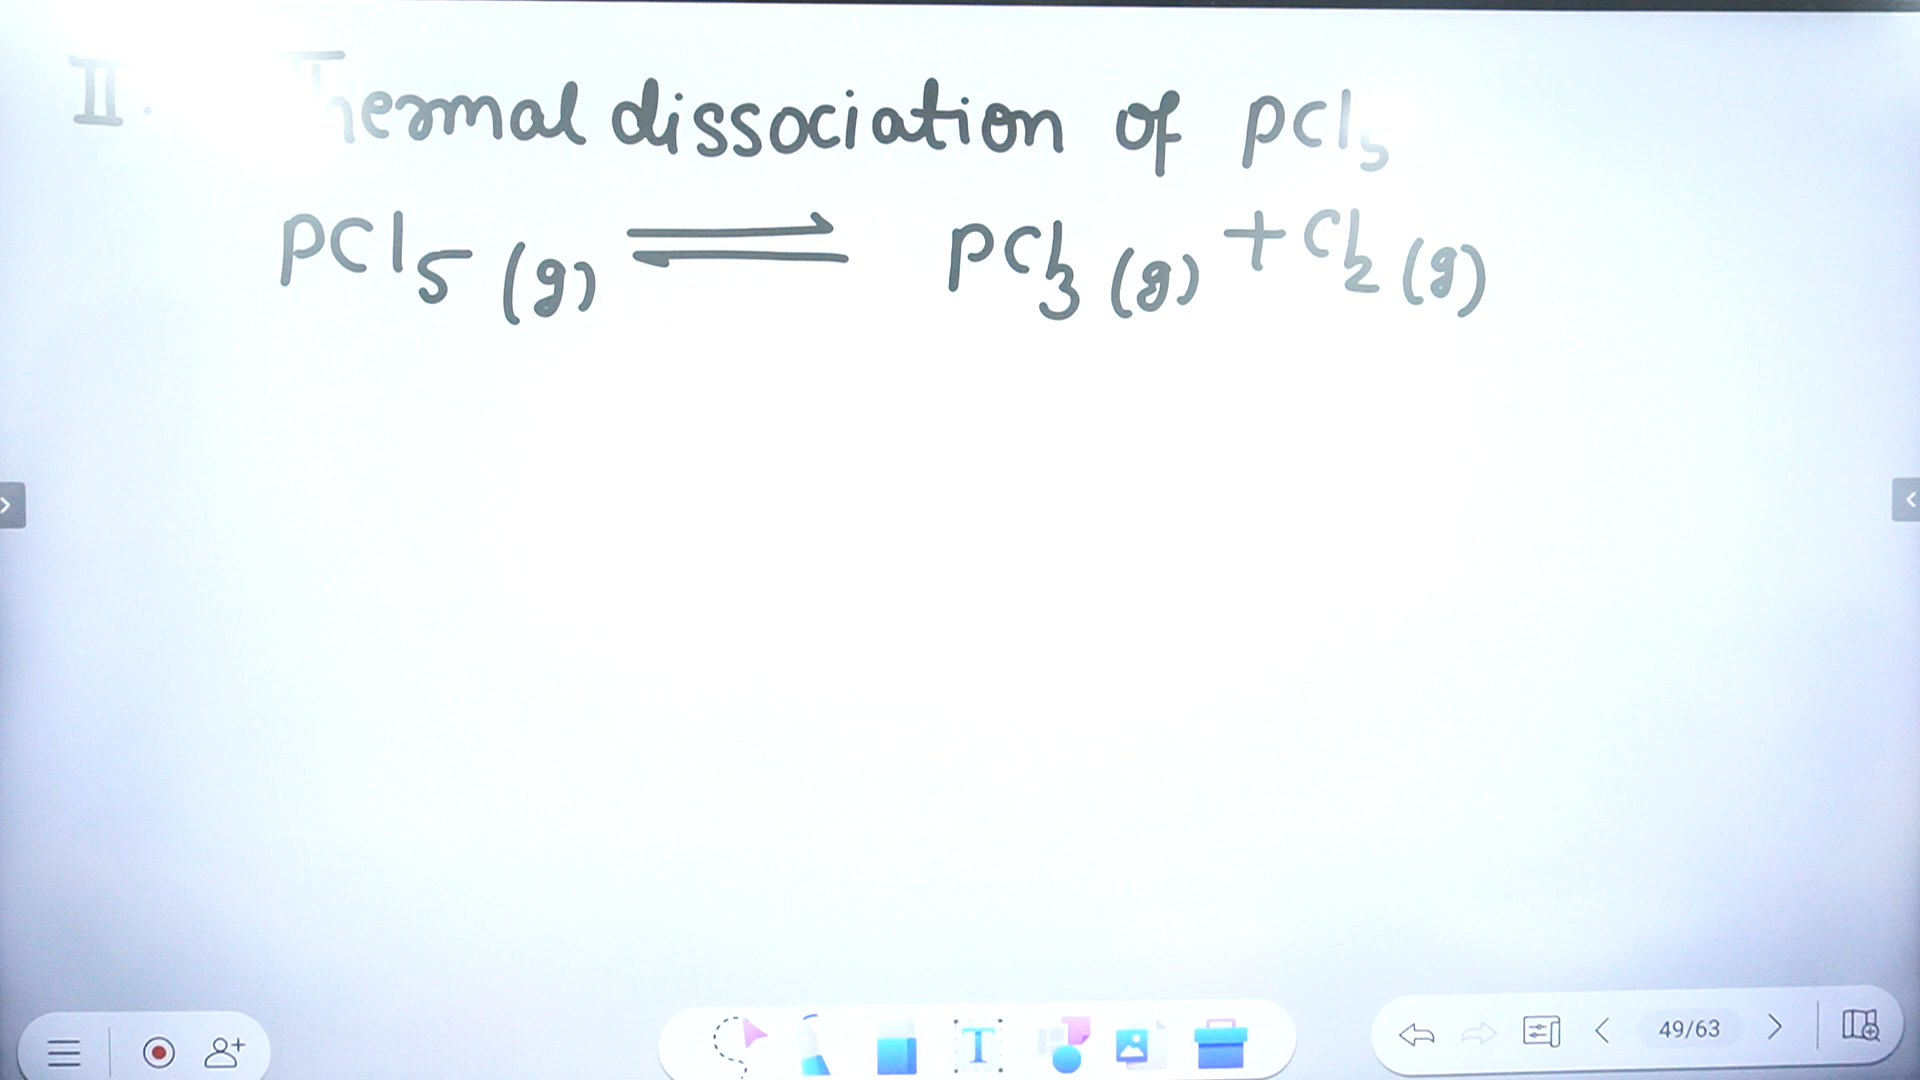 II. Thermal dissociation of pcl5
pcl5 (g) ⇌ pcl3 (g) + cl2 (g)
49/63